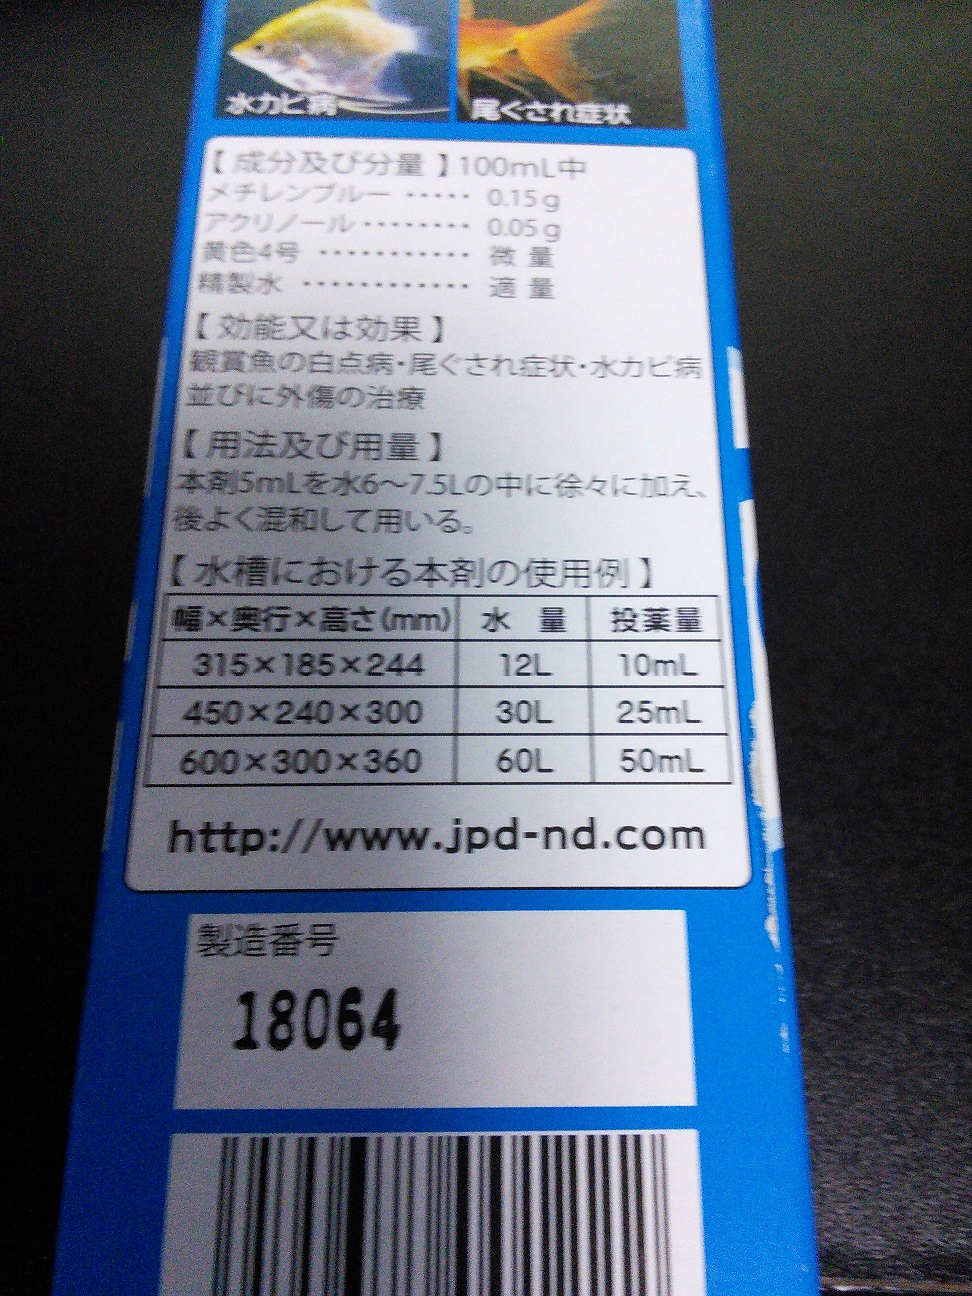 水カビ病
尾ぐされ症状
【 成分及び分量 】100mL中
メチレンブルー ‥‥‥ 0.15g
アクリノール ‥‥‥‥ 0.05g
黄色4号 ‥‥‥‥‥‥ 微 量
精製水 ‥‥‥‥‥‥‥ 適 量
【 効能又は効果 】
観賞魚の白点病・尾ぐされ症状・水カビ病
並びに外傷の治療
【 用法及び用量 】
本剤5mLを水6〜7.5Lの中に徐々に加え、
後よく混和して用いる。
【 水槽における本剤の使用例 】
幅×奥行×高さ(mm) 水 量 投薬量
315×185×244 12L 10mL
450×240×300 30L 25mL
600×300×360 60L 50mL
http://www.jpd-nd.com
製造番号
18064